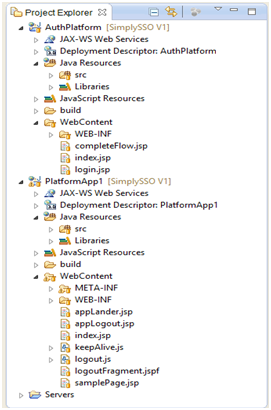 Project Explorer
AuthPlatform [SimplySSO V1]
JAX-WS Web Services
Deployment Descriptor: AuthPlatform
Java Resources
src
Libraries
JavaScript Resources
build
WebContent
WEB-INF
completeFlow.jsp
index.jsp
login.jsp
PlatformApp1 [SimplySSO V1]
JAX-WS Web Services
Deployment Descriptor: PlatformApp1
Java Resources
src
Libraries
JavaScript Resources
build
WebContent
META-INF
WEB-INF
appLander.jsp
appLogout.jsp
index.jsp
keepAlive.js
logout.js
logoutFragment.jspf
samplePage.jsp
Servers